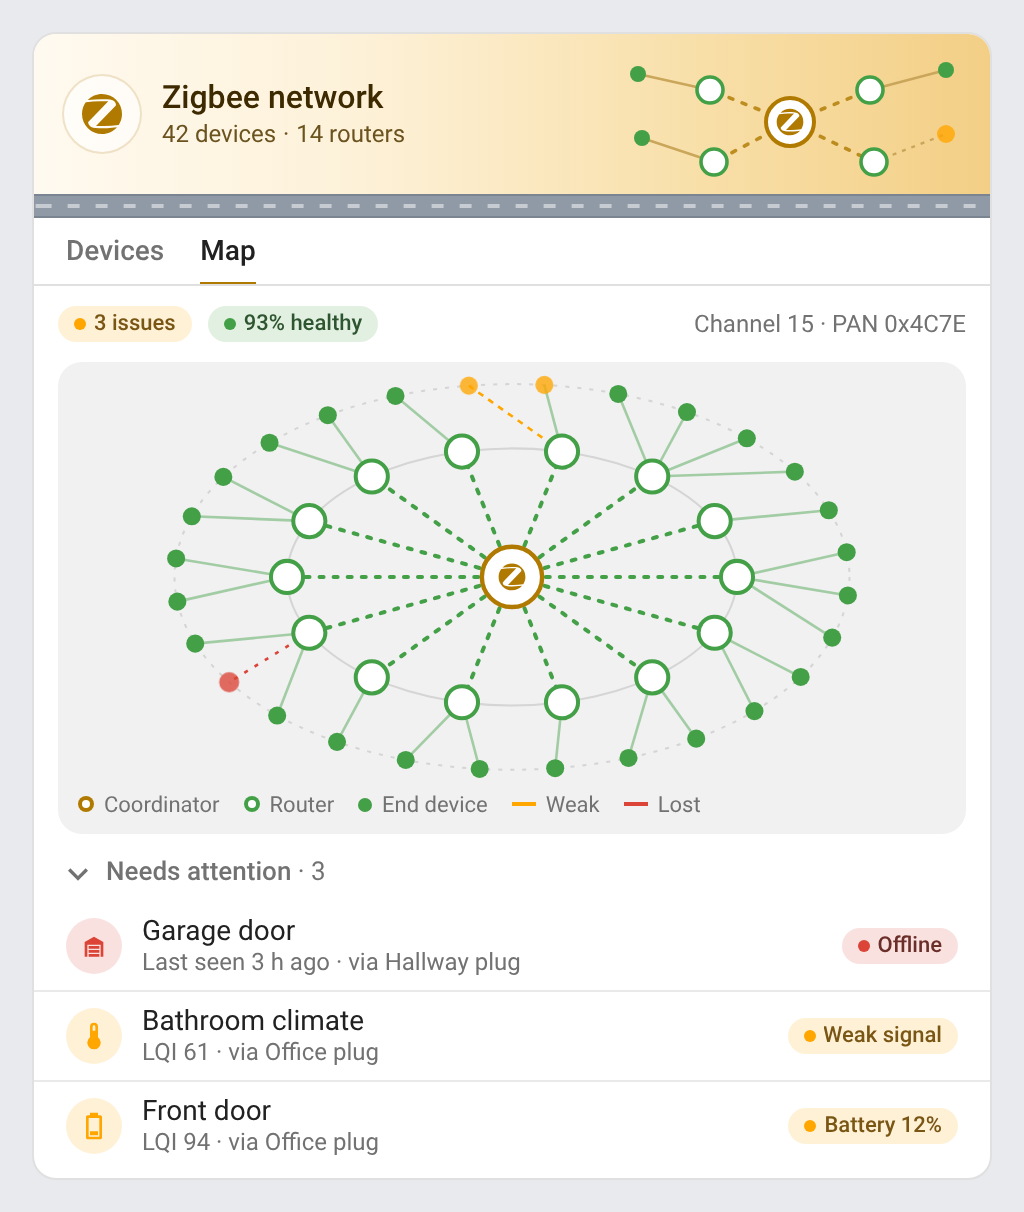 Zigbee network
42 devices · 14 routers
Devices
Map
3 issues
93% healthy
Channel 15 · PAN 0x4C7E
Coordinator
Router
End device
Weak
Lost
Needs attention · 3
Garage door
Last seen 3 h ago · via Hallway plug
Offline
Bathroom climate
LQI 61 · via Office plug
Weak signal
Front door
LQI 94 · via Office plug
Battery 12%